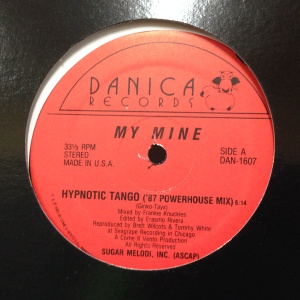 DANICA
RECORDS
MY MINE
33⅓ RPM
STEREO
MADE IN U.S.A.
SIDE A
DAN-1607
HYPNOTIC TANGO ('87 POWERHOUSE MIX) 6:14
Mixed by Frankie Knuckles
Edited by Erasmo Rivera
Reproduced by Brett Wilcots & Tommy White
at Seagrape Recording in Chicago
A Come Il Vento Production
All Rights Reserved
SUGAR MELODI, INC. (ASCAP)